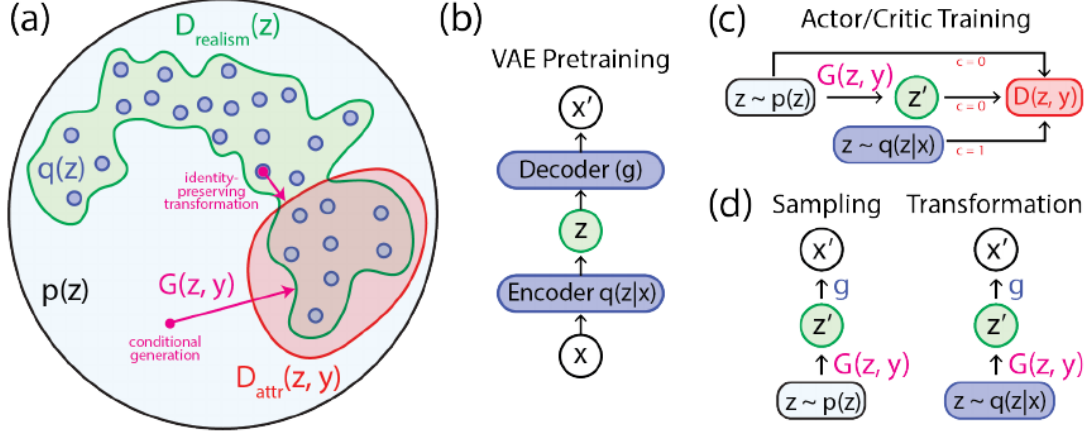 (a)
D_realism(z)
q(z)
identity-
preserving
transformation
p(z)
G(z, y)
conditional
generation
D_attr(z, y)
(b)
VAE Pretraining
x′
Decoder (g)
z
Encoder q(z|x)
x
(c)
Actor/Critic Training
c = 0
z ~ p(z)
G(z, y)
z′
c = 0
D(z, y)
z ~ q(z|x)
c = 1
(d)
Sampling
x′
g
z′
G(z, y)
z ~ p(z)
Transformation
x′
g
z′
G(z, y)
z ~ q(z|x)